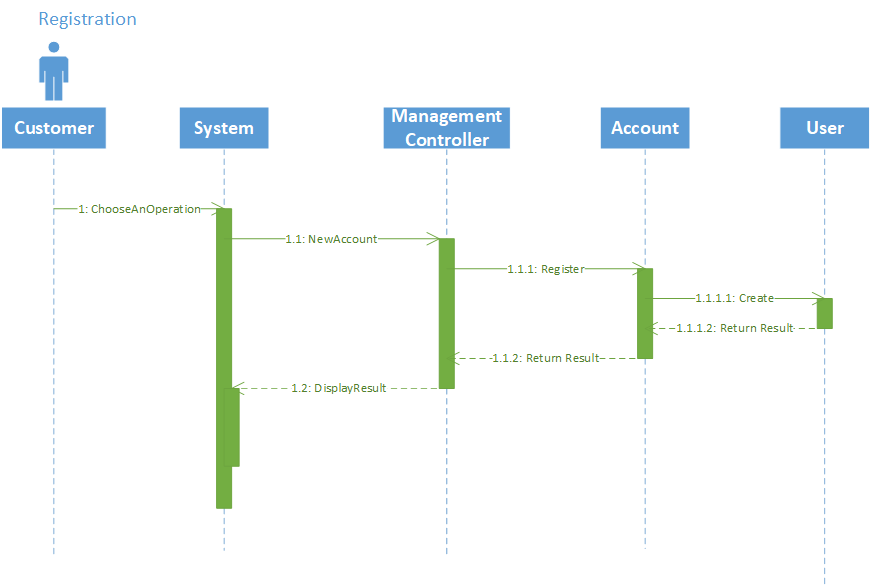 Registration
Customer
System
Management
Controller
Account
User
1: ChooseAnOperation
1.1: NewAccount
1.1.1: Register
1.1.1.1: Create
1.1.1.2: Return Result
1.1.2: Return Result
1.2: DisplayResult